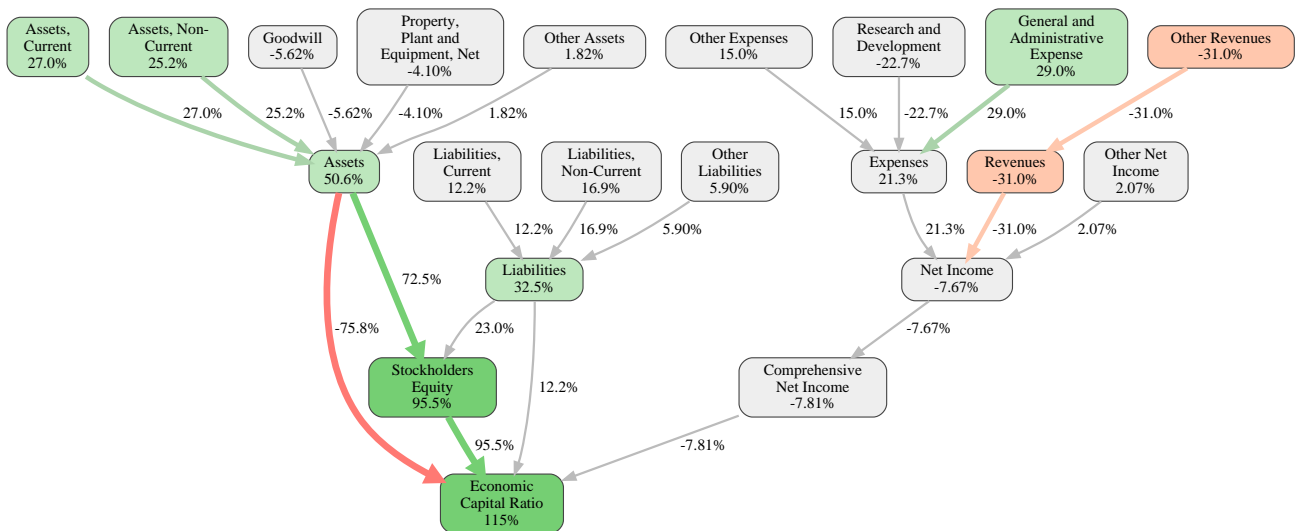 Assets,
Current
27.0%
Assets, Non-
Current
25.2%
Goodwill
-5.62%
Property,
Plant and
Equipment, Net
-4.10%
Other Assets
1.82%
Other Expenses
15.0%
Research and
Development
-22.7%
General and
Administrative
Expense
29.0%
Other Revenues
-31.0%
27.0%
25.2%
-5.62%
-4.10%
1.82%
15.0%
-22.7%
29.0%
-31.0%
Assets
50.6%
Liabilities,
Current
12.2%
Liabilities,
Non-Current
16.9%
Other
Liabilities
5.90%
Expenses
21.3%
Revenues
-31.0%
Other Net
Income
2.07%
12.2%
16.9%
5.90%
21.3%
-31.0%
2.07%
72.5%
Liabilities
32.5%
Net Income
-7.67%
-75.8%
23.0%
-7.67%
Stockholders
Equity
95.5%
12.2%
Comprehensive
Net Income
-7.81%
95.5%
-7.81%
Economic
Capital Ratio
115%